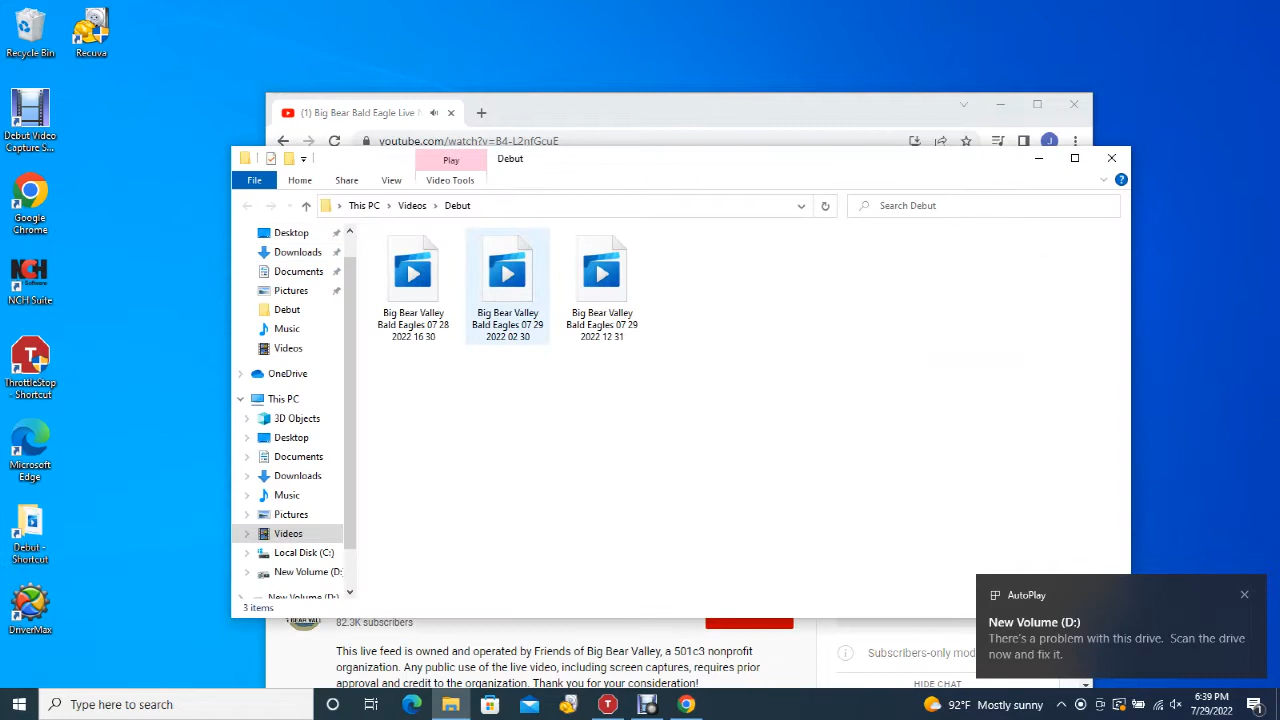 Recycle Bin
Recuva
Debut Video
Capture S...
Google
Chrome
NCH
Software
NCH Suite
T
ThrottleStop
- Shortcut
Microsoft
Edge
Debut -
Shortcut
DriverMax
(1) Big Bear Bald Eagle Live
youtube.com/watch?v=B4-L2nfGcuE
J
Play
Debut
File
Home
Share
View
Video Tools
This PC
Videos
Debut
Search Debut
Desktop
Downloads
Documents
Pictures
Debut
Music
Videos
OneDrive
This PC
3D Objects
Desktop
Documents
Downloads
Music
Pictures
Videos
Local Disk (C:)
New Volume (D:
New Volume (D:)
3 items
Big Bear Valley
Bald Eagles 07 28
2022 16 30
Big Bear Valley
Bald Eagles 07 29
2022 02 30
Big Bear Valley
Bald Eagles 07 29
2022 12 31
82.3K subscribers
This live feed is owned and operated by Friends of Big Bear Valley, a 501c3 nonprofit
organization. Any public use of the live video, including screen captures, requires prior
approval and credit to the organization. Thank you for your consideration!
Subscribers-only mod
HIDE CHAT
AutoPlay
New Volume (D:)
There's a problem with this drive. Scan the drive
now and fix it.
Type here to search
T
92°F Mostly sunny
6:39 PM
7/29/2022
1